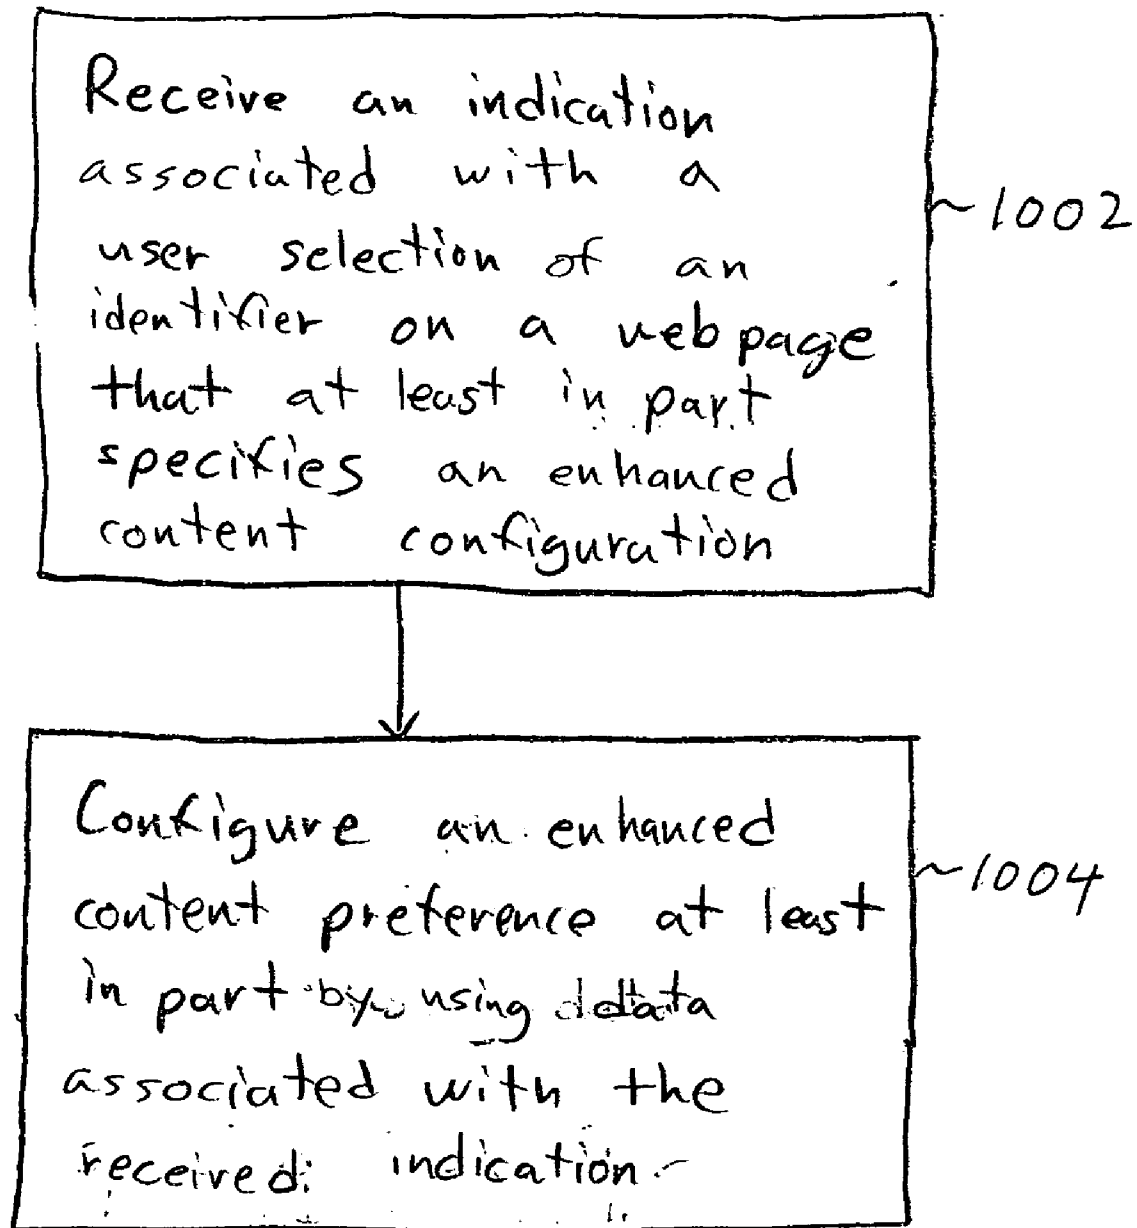 Receive an indication
associated with a
user selection of an
identifier on a webpage
that at least in part
specifies an enhanced
content configuration
~1002
Configure an enhanced
content preference at least
in part by using data
associated with the
received indication
~1004